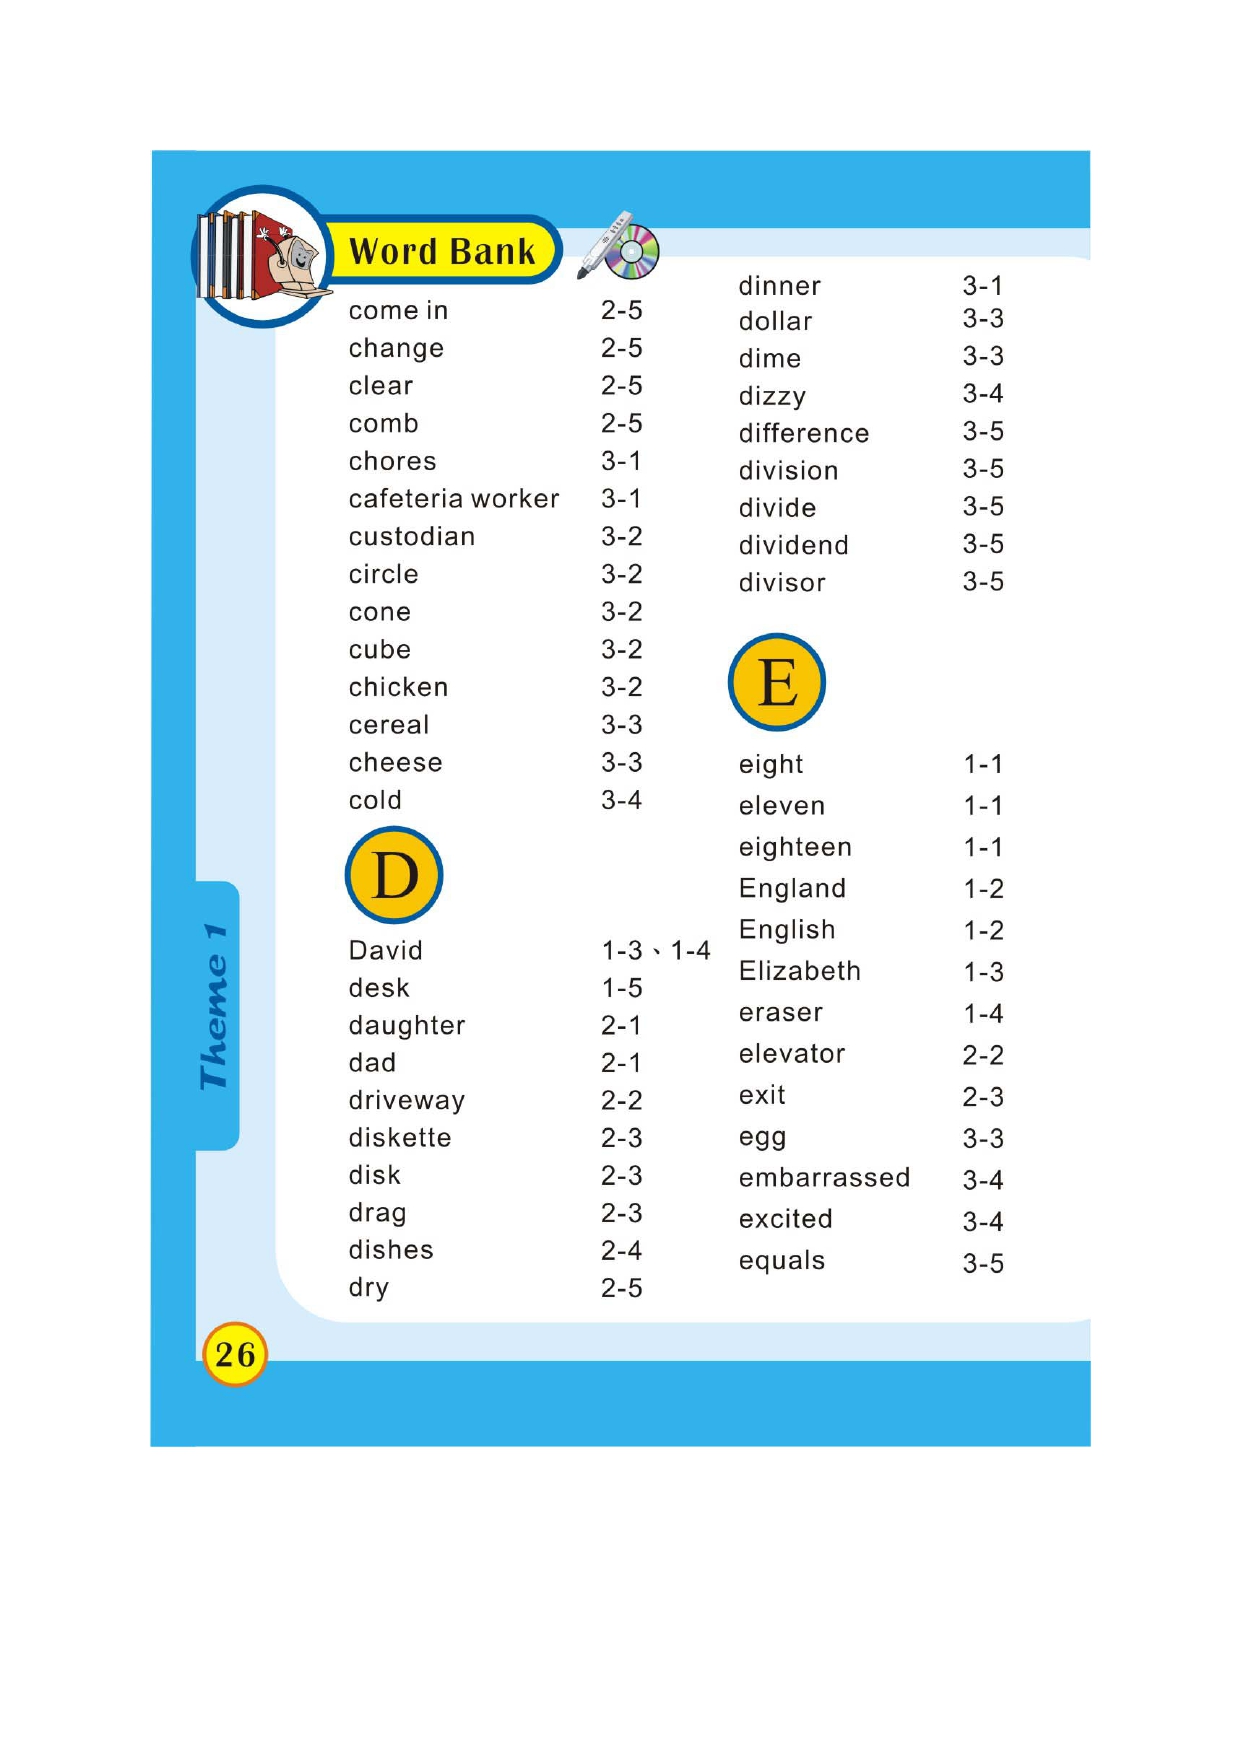 Word Bank
come in 2-5
change 2-5
clear 2-5
comb 2-5
chores 3-1
cafeteria worker 3-1
custodian 3-2
circle 3-2
cone 3-2
cube 3-2
chicken 3-2
cereal 3-3
cheese 3-3
cold 3-4
D
David 1-3、1-4
desk 1-5
daughter 2-1
dad 2-1
driveway 2-2
diskette 2-3
disk 2-3
drag 2-3
dishes 2-4
dry 2-5
dinner 3-1
dollar 3-3
dime 3-3
dizzy 3-4
difference 3-5
division 3-5
divide 3-5
dividend 3-5
divisor 3-5
E
eight 1-1
eleven 1-1
eighteen 1-1
England 1-2
English 1-2
Elizabeth 1-3
eraser 1-4
elevator 2-2
exit 2-3
egg 3-3
embarrassed 3-4
excited 3-4
equals 3-5
Theme 1
26